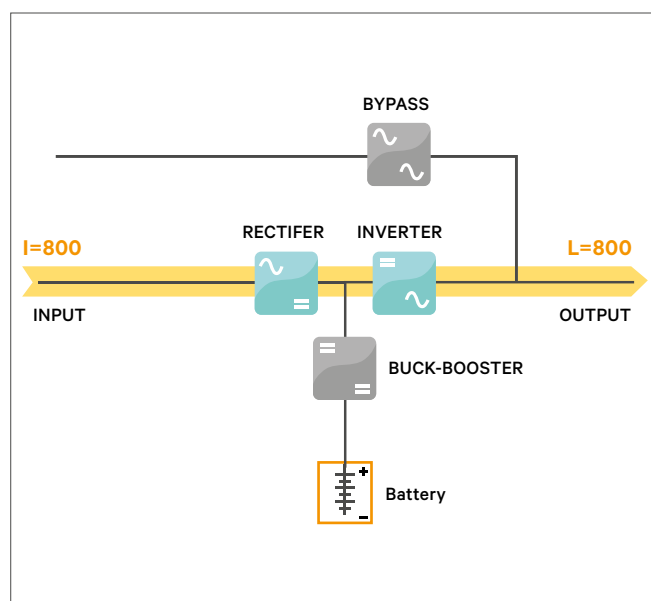 BYPASS
RECTIFER
INVERTER
I=800
L=800
INPUT
OUTPUT
BUCK-BOOSTER
+
Battery
–